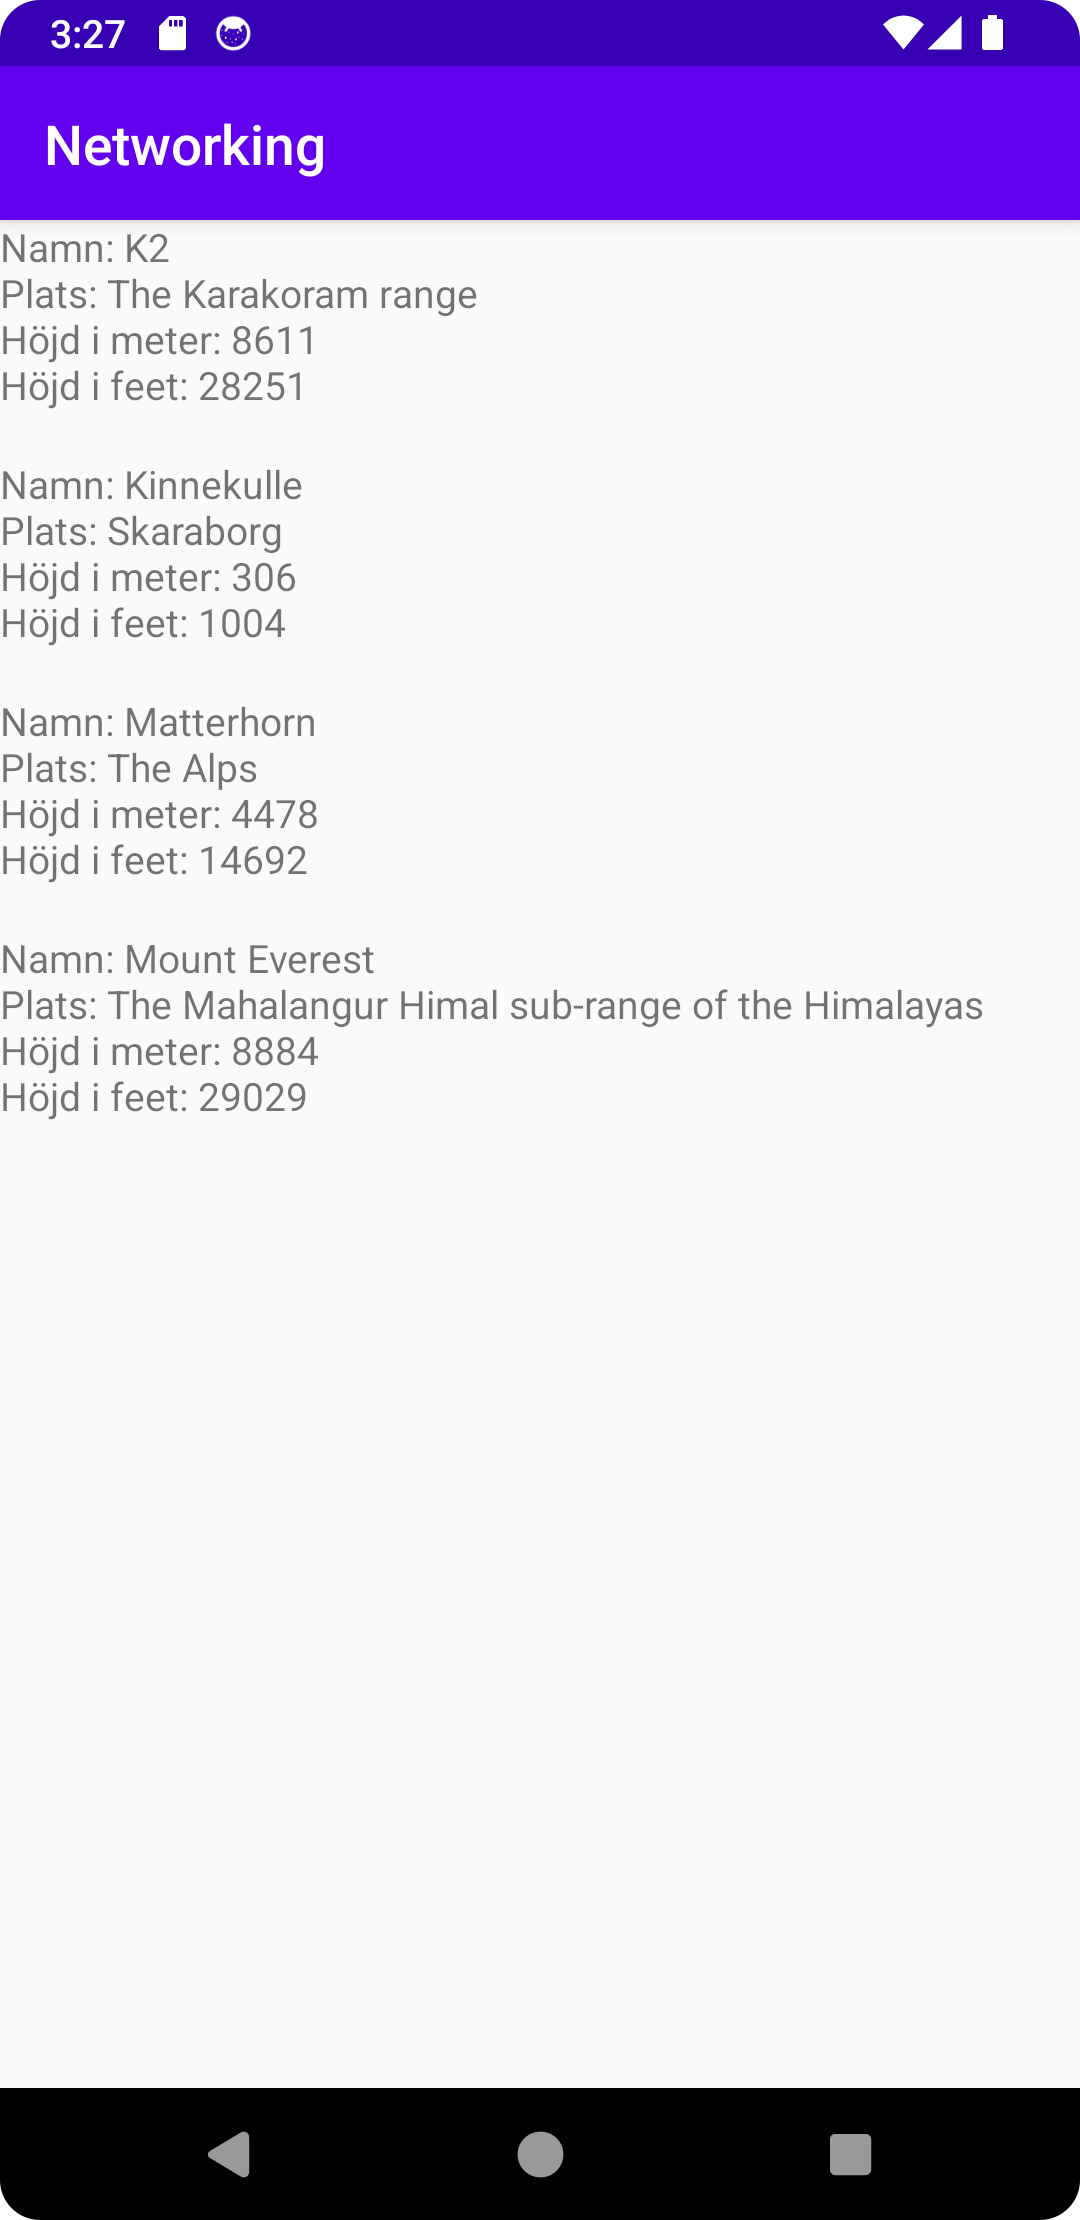 3:27
Networking
Namn: K2
Plats: The Karakoram range
Höjd i meter: 8611
Höjd i feet: 28251
Namn: Kinnekulle
Plats: Skaraborg
Höjd i meter: 306
Höjd i feet: 1004
Namn: Matterhorn
Plats: The Alps
Höjd i meter: 4478
Höjd i feet: 14692
Namn: Mount Everest
Plats: The Mahalangur Himal sub-range of the Himalayas
Höjd i meter: 8884
Höjd i feet: 29029